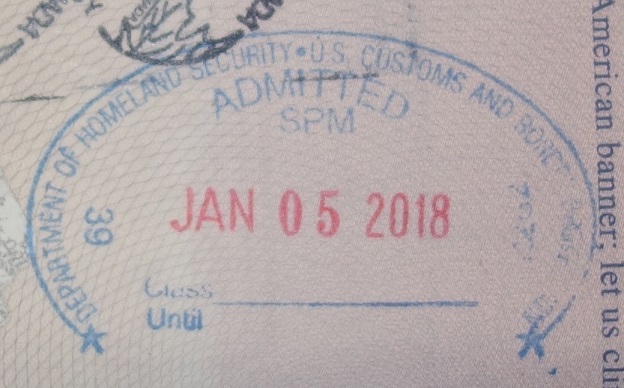 CANADA
DEPARTMENT OF HOMELAND SECURITY • U.S. CUSTOMS AND BORDER
ADMITTED
SPM
39
JAN 05 2018
Class
Until
American banner; let us